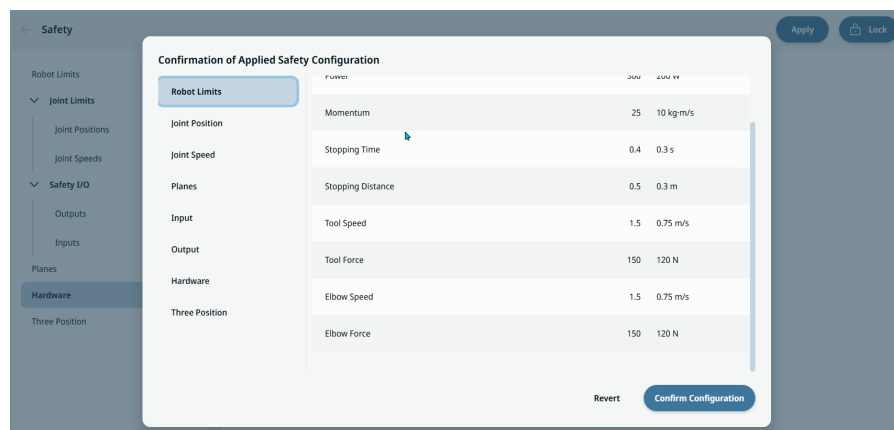 Safety
Apply
Lock
Robot Limits
Joint Limits
Joint Positions
Joint Speeds
Safety I/O
Outputs
Inputs
Planes
Hardware
Three Position
Confirmation of Applied Safety Configuration
Robot Limits
Joint Position
Joint Speed
Planes
Input
Output
Hardware
Three Position
Power 300 200 W
Momentum 25 10 kg·m/s
Stopping Time 0.4 0.3 s
Stopping Distance 0.5 0.3 m
Tool Speed 1.5 0.75 m/s
Tool Force 150 120 N
Elbow Speed 1.5 0.75 m/s
Elbow Force 150 120 N
Revert
Confirm Configuration